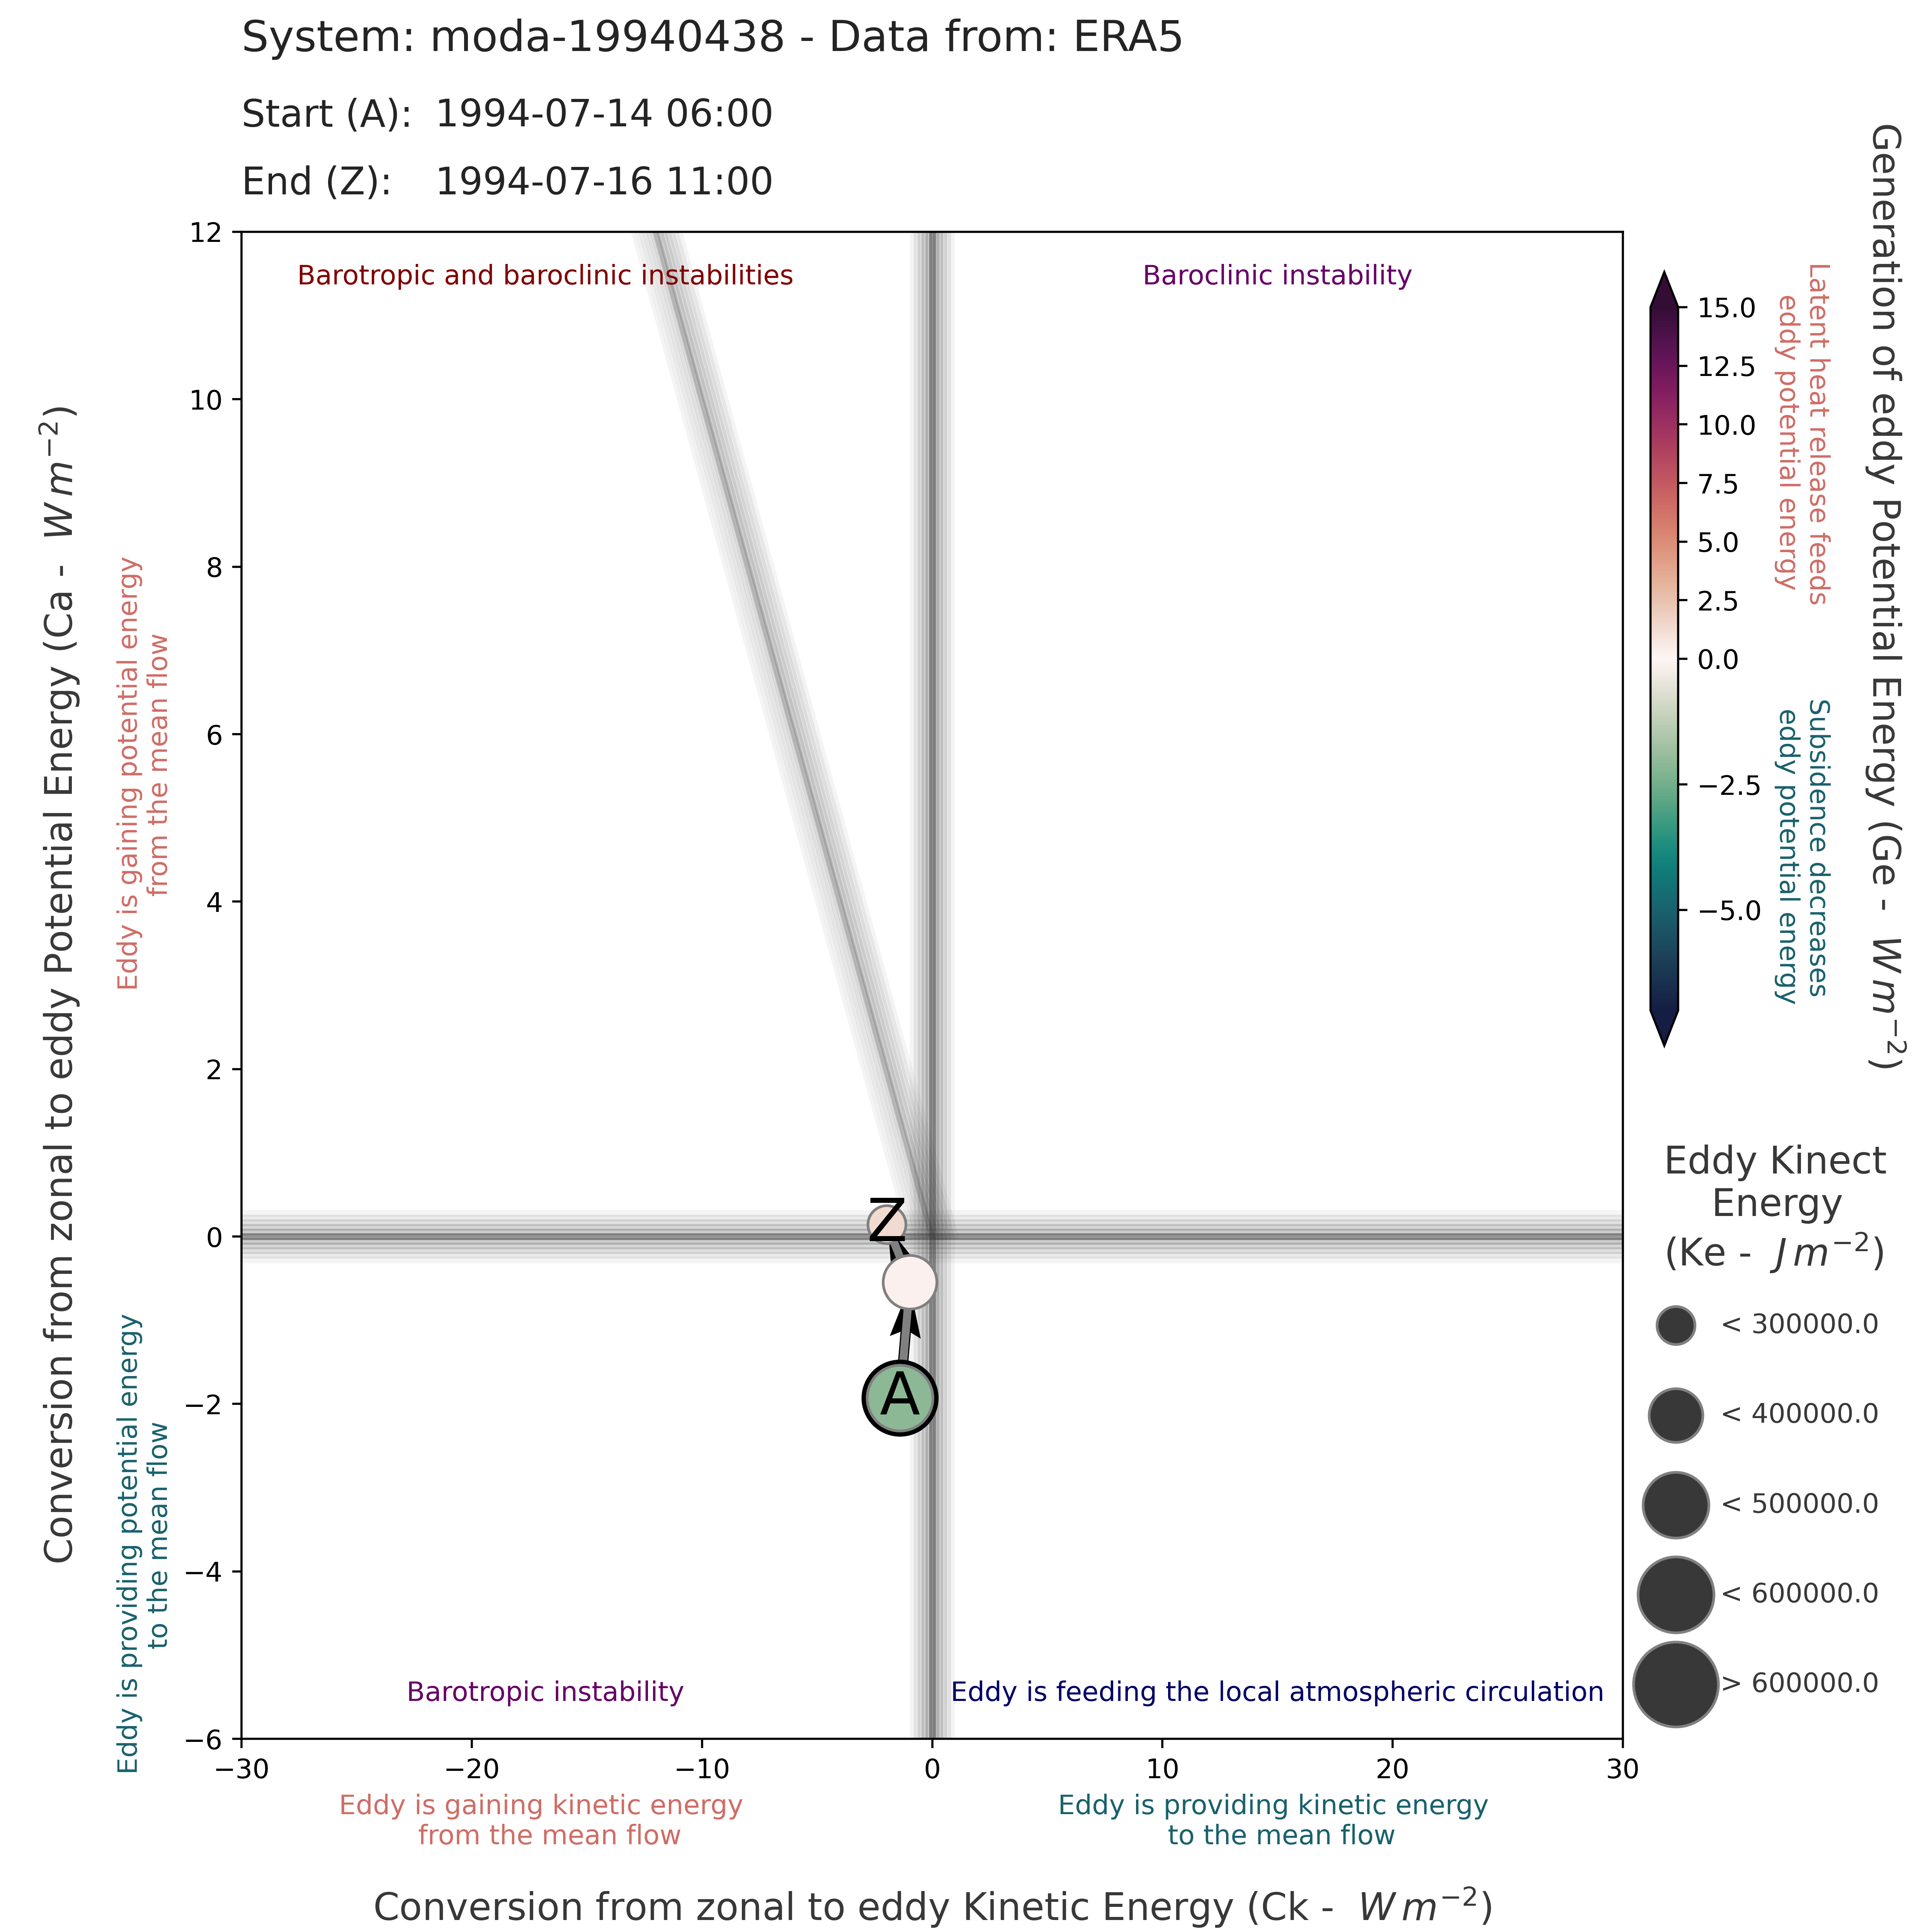 System: moda-19940438 - Data from: ERA5
Start (A): 1994-07-14 06:00
End (Z): 1994-07-16 11:00
Barotropic and baroclinic instabilities
Baroclinic instability
Barotropic instability
Eddy is feeding the local atmospheric circulation
Z
A
12
10
8
6
4
2
0
−2
−4
−6
−30
−20
−10
0
10
20
30
Conversion from zonal to eddy Potential Energy (Ca - W m⁻²)
Eddy is gaining potential energy
from the mean flow
Eddy is providing potential energy
to the mean flow
Eddy is gaining kinetic energy
from the mean flow
Eddy is providing kinetic energy
to the mean flow
Conversion from zonal to eddy Kinetic Energy (Ck - W m⁻²)
15.0
12.5
10.0
7.5
5.0
2.5
0.0
−2.5
−5.0
Latent heat release feeds
eddy potential energy
Subsidence decreases
eddy potential energy
Generation of eddy Potential Energy (Ge - W m⁻²)
Eddy Kinect
Energy
(Ke - J m⁻²)
< 300000.0
< 400000.0
< 500000.0
< 600000.0
> 600000.0